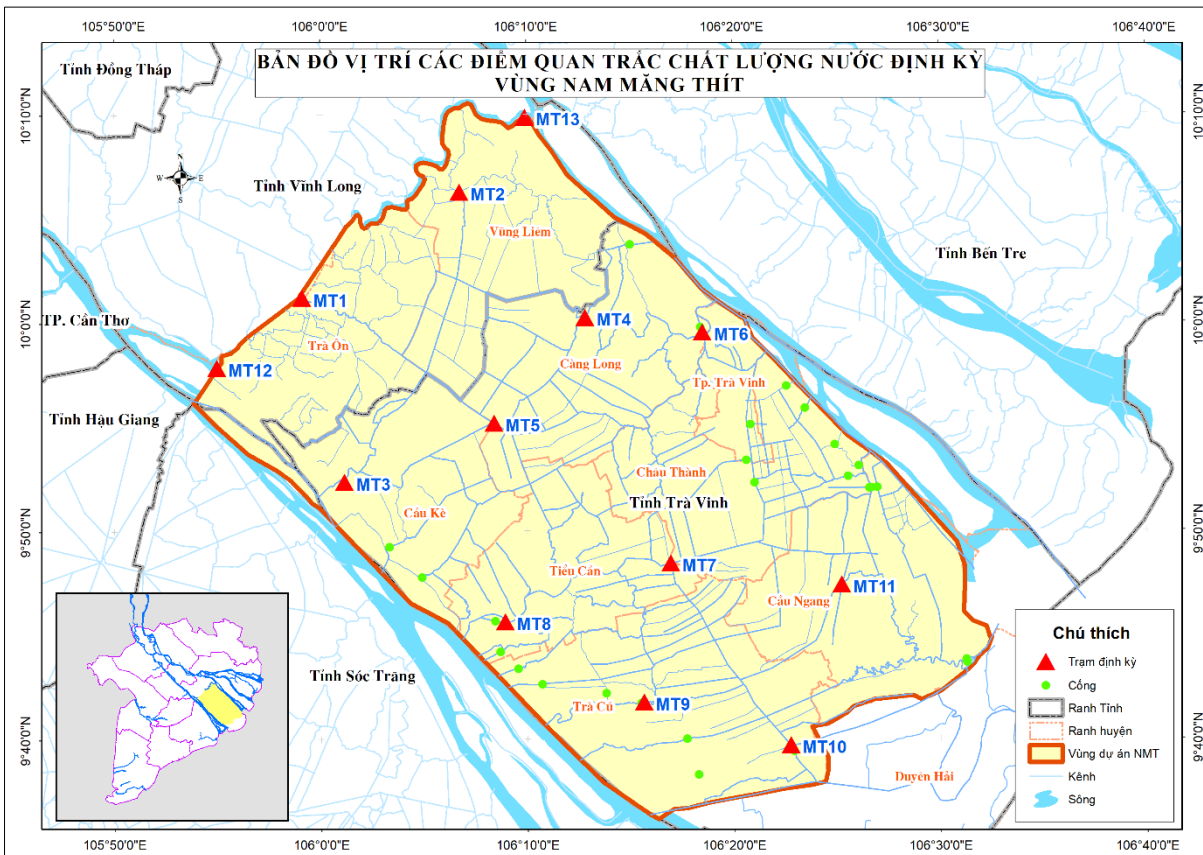 105°50'0"E 106°0'0"E 106°10'0"E 106°20'0"E 106°30'0"E 106°40'0"E
BẢN ĐỒ VỊ TRÍ CÁC ĐIỂM QUAN TRẮC CHẤT LƯỢNG NƯỚC ĐỊNH KỲ
VÙNG NAM MĂNG THÍT
Tỉnh Đồng Tháp
10°10'0"N
10°10'0"N
MT13
N
W E
S
Tỉnh Vĩnh Long
MT2
Vũng Liêm
Tỉnh Bến Tre
MT1
TP. Cần Thơ
10°0'0"N
MT4
MT6
10°0'0"N
Trà Ôn
Càng Long
MT12
Tp. Trà Vinh
Tỉnh Hậu Giang
MT5
Châu Thành
MT3
Tỉnh Trà Vinh
Cầu Kè
9°50'0"N
9°50'0"N
MT7
Tiểu Cần
MT11
Cầu Ngang
MT8
Tỉnh Sóc Trăng
MT9
Trà Cú
MT10
9°40'0"N
9°40'0"N
Duyên Hải
Chú thích
Trạm định kỳ
Cống
Ranh Tỉnh
Ranh huyện
Vùng dự án NMT
Kênh
Sông
105°50'0"E 106°0'0"E 106°10'0"E 106°20'0"E 106°30'0"E 106°40'0"E